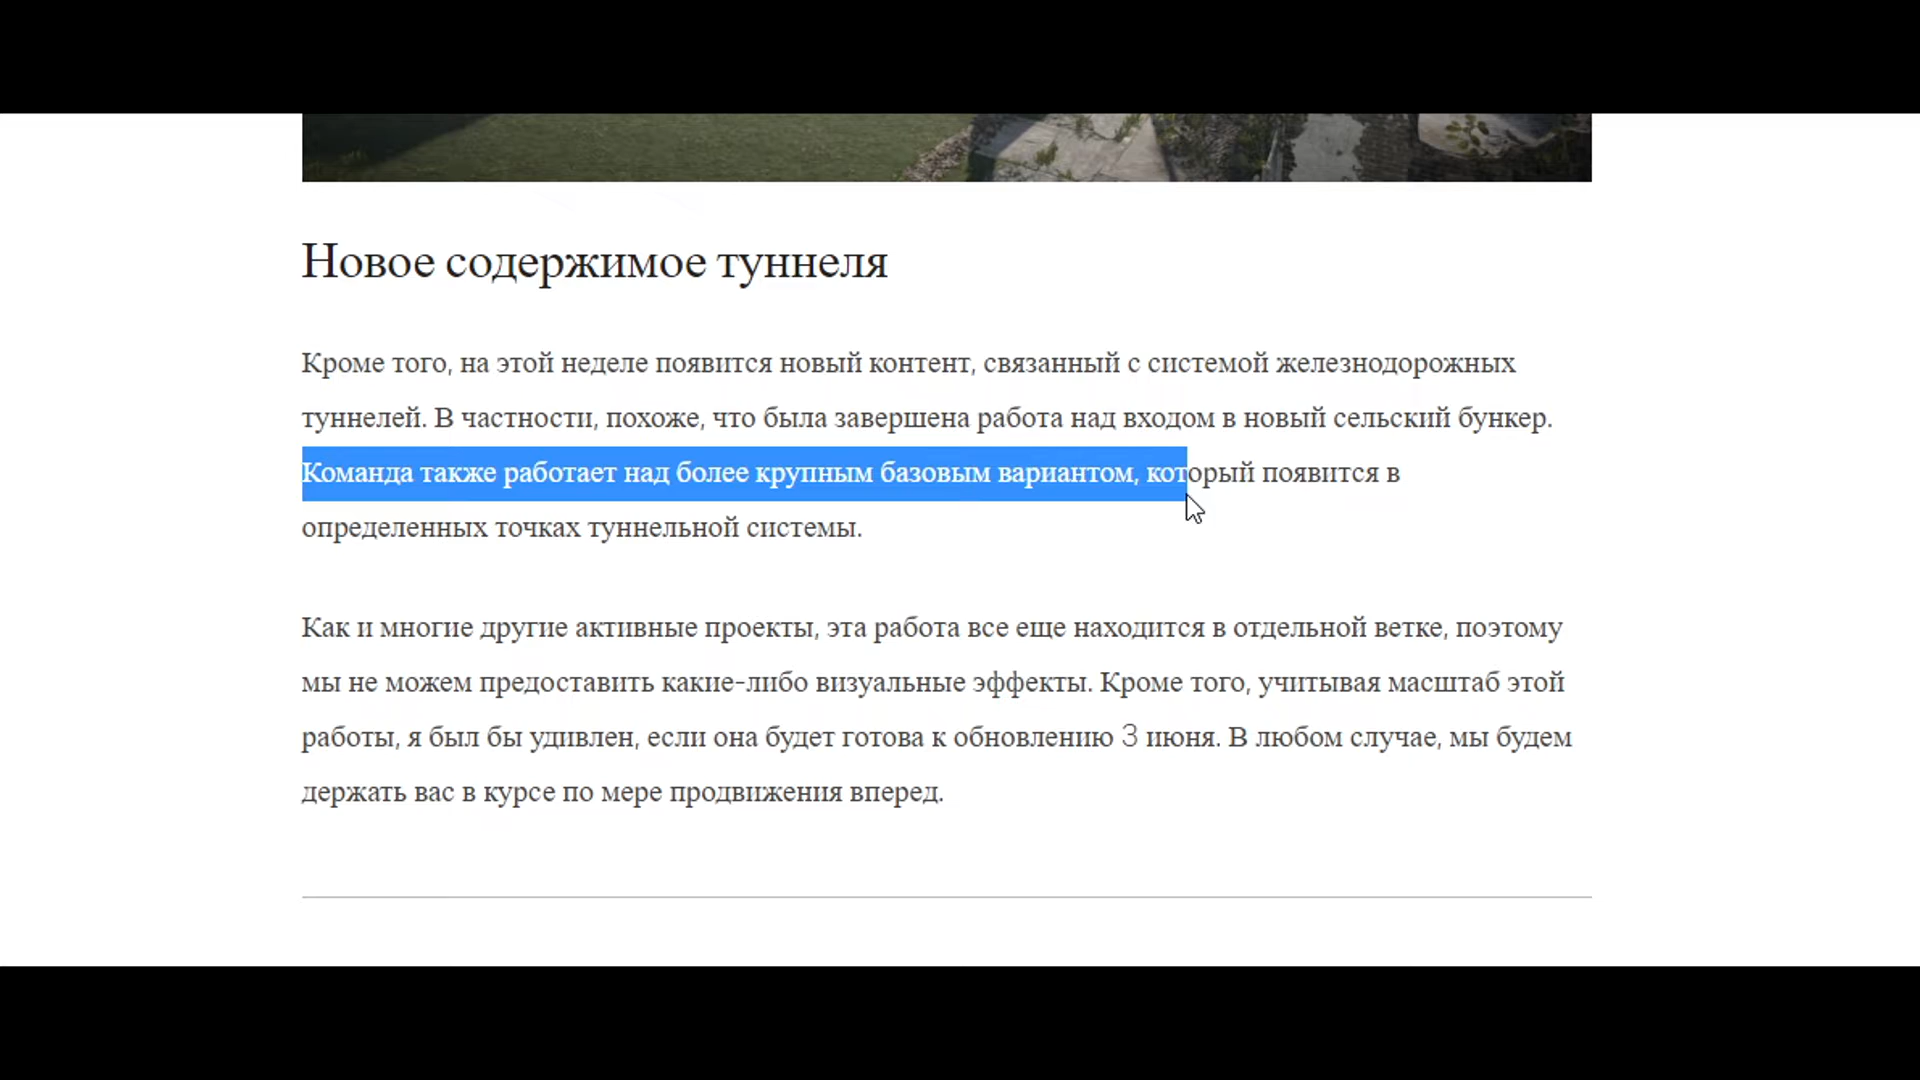 Новое содержимое туннеля
Кроме того, на этой неделе появится новый контент, связанный с системой железнодорожных
туннелей. В частности, похоже, что была завершена работа над входом в новый сельский бункер.
Команда также работает над более крупным базовым вариантом, который появится в
определенных точках туннельной системы.
Как и многие другие активные проекты, эта работа все еще находится в отдельной ветке, поэтому
мы не можем предоставить какие-либо визуальные эффекты. Кроме того, учитывая масштаб этой
работы, я был бы удивлен, если она будет готова к обновлению 3 июня. В любом случае, мы будем
держать вас в курсе по мере продвижения вперед.